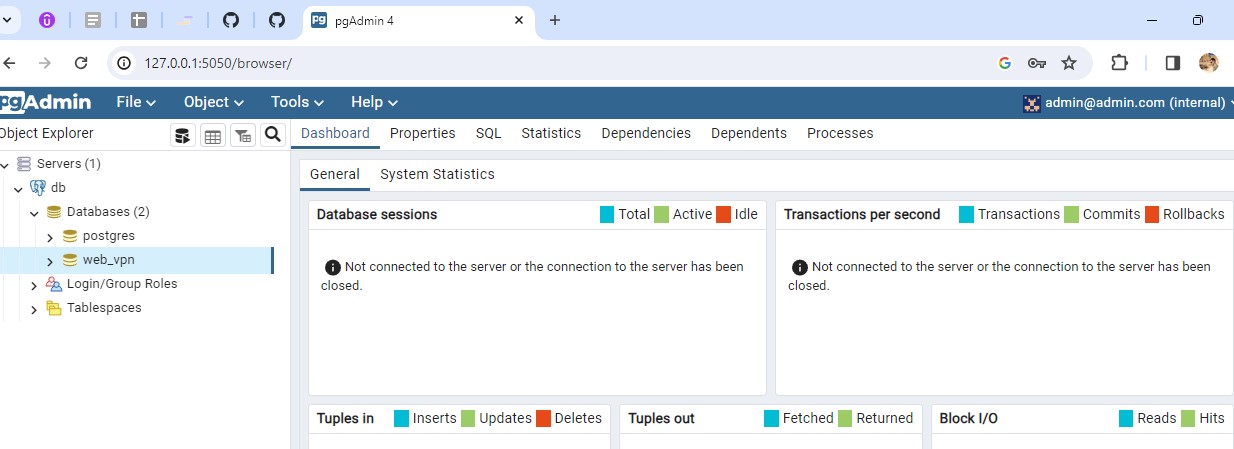 pg pgAdmin 4
127.0.0.1:5050/browser/
pgAdmin File Object Tools Help admin@admin.com (internal)
Object Explorer
Dashboard Properties SQL Statistics Dependencies Dependents Processes
Servers (1)
db
Databases (2)
postgres
web_vpn
Login/Group Roles
Tablespaces
General System Statistics
Database sessions Total Active Idle
Not connected to the server or the connection to the server has been
closed.
Transactions per second Transactions Commits Rollbacks
Not connected to the server or the connection to the server has been
closed.
Tuples in Inserts Updates Deletes
Tuples out Fetched Returned
Block I/O Reads Hits